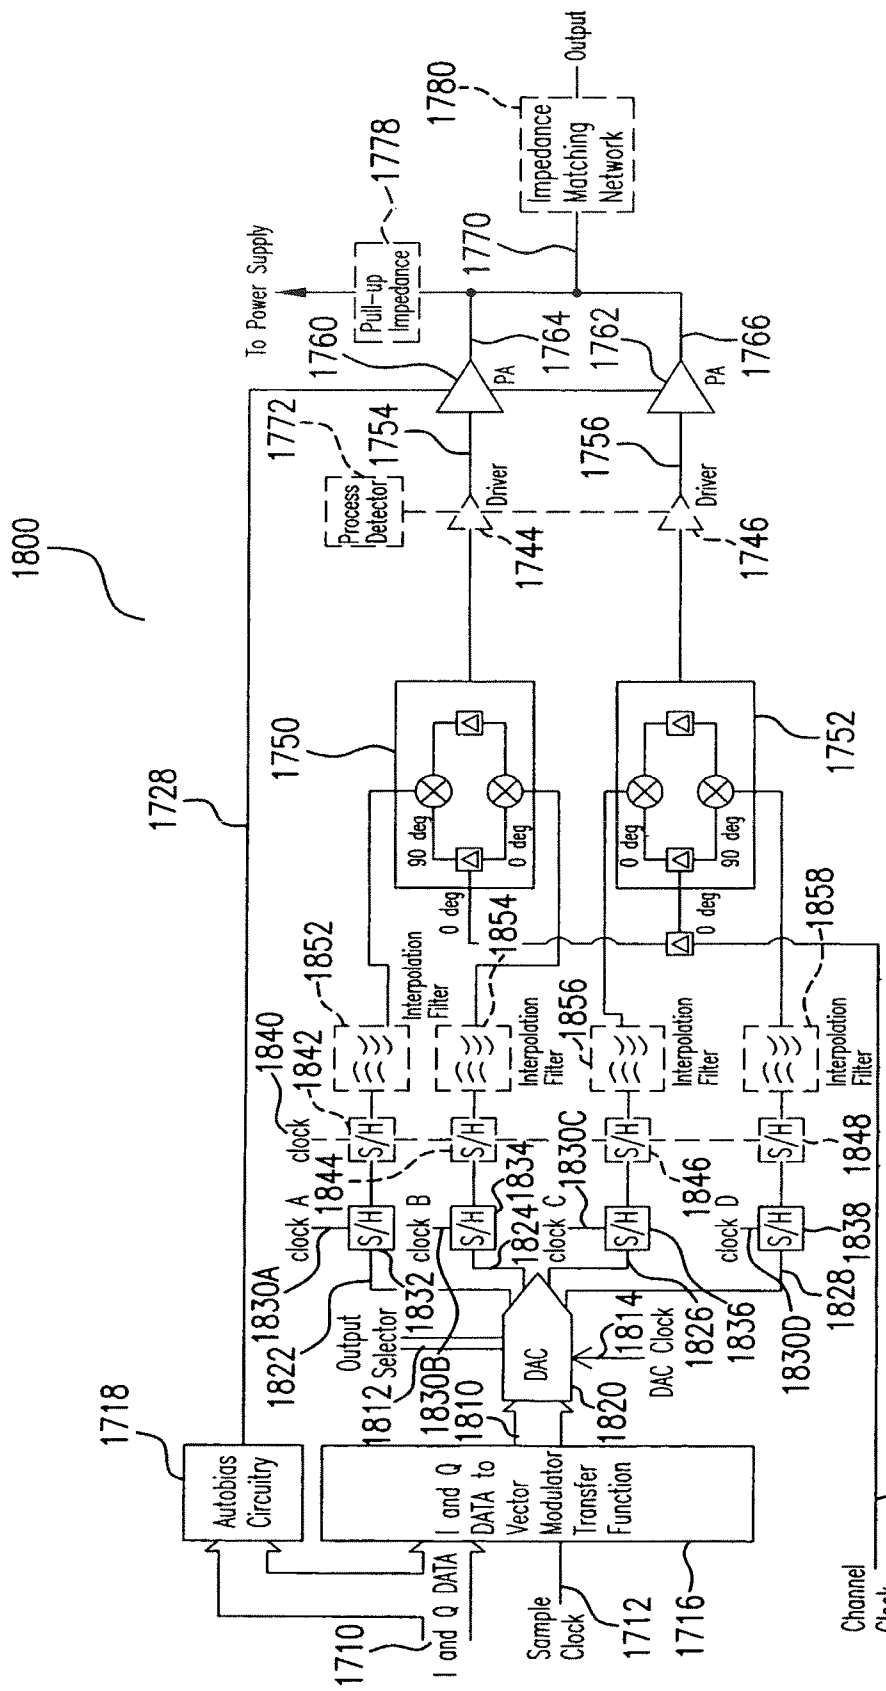 1800
1718
Autobias
Circuitry
1728
1710
I and Q DATA
Sample
Clock
1712
1716
I and Q
DATA to
Vector
Modulator
Transfer
Function
1810
1812
Output
Selector
DAC
1820
DAC Clock
1814
1822
1824
1826
1828
clock A
1830A
S/H
1832
clock B
1830B
S/H
1834
clock C
1830C
S/H
1836
clock D
1830D
S/H
1838
clock
1840
S/H
1842
S/H
1844
S/H
1846
S/H
1848
1852
Interpolation
Filter
1854
Interpolation
Filter
1856
Interpolation
Filter
1858
Interpolation
Filter
1750
90 deg
0 deg
0 deg
1752
0 deg
90 deg
0 deg
Channel
1772
Process
Detector
Driver
1744
Driver
1746
1754
1756
1760
PA
1762
PA
1764
1766
To Power Supply
Pull-up
Impedance
1778
1770
1780
Impedance
Matching
Network
Output